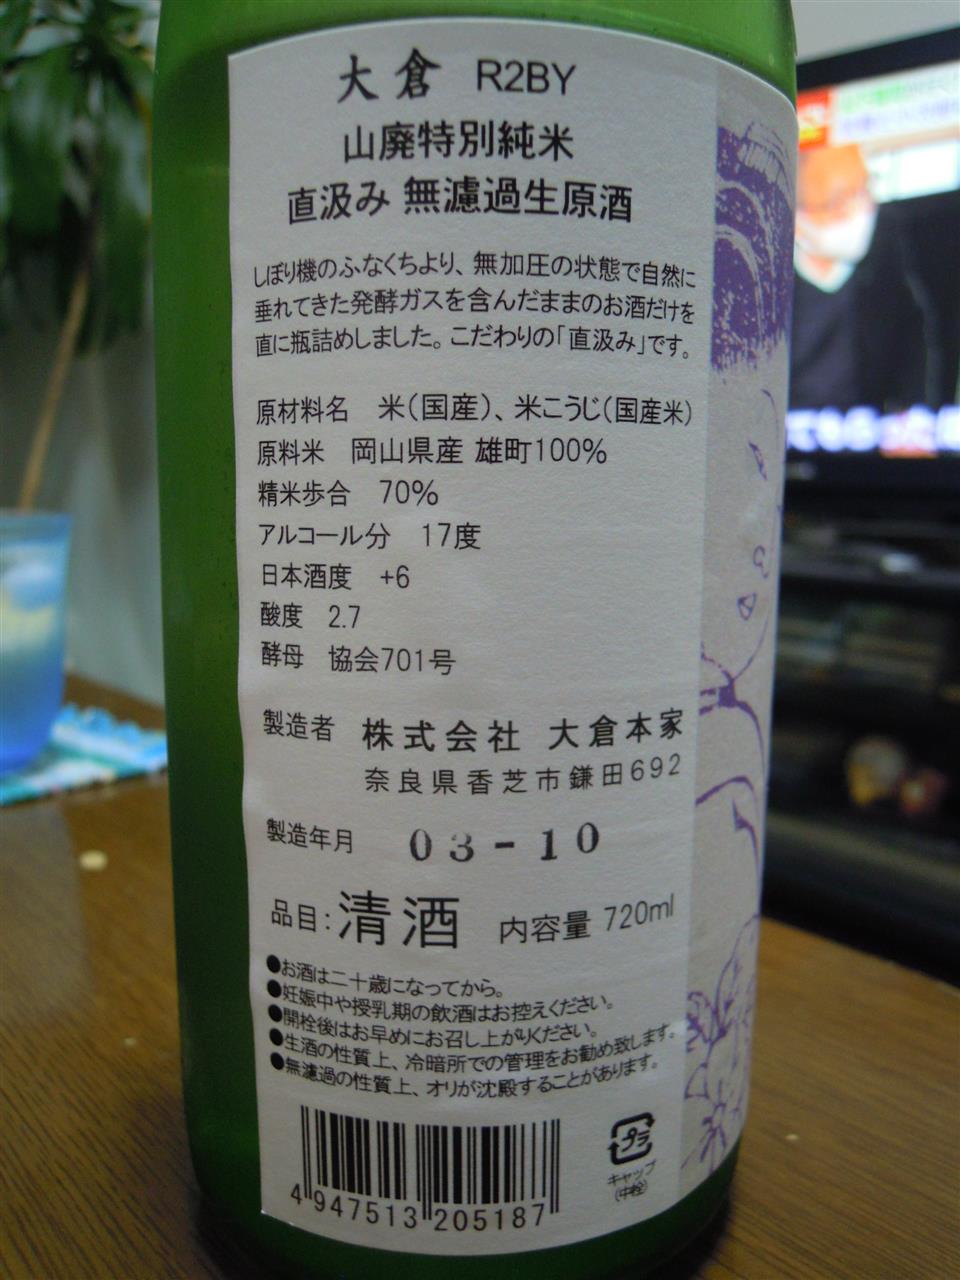 大倉 R2BY
山廃特別純米
直汲み 無濾過生原酒
しぼり機のふなくちより、無加圧の状態で自然に
垂れてきた発酵ガスを含んだままのお酒だけを
直に瓶詰めしました。こだわりの「直汲み」です。
原材料名 米(国産)、米こうじ(国産米)
原料米 岡山県産 雄町100%
精米歩合 70%
アルコール分 17度
日本酒度 +6
酸度 2.7
酵母 協会701号
製造者 株式会社 大倉本家
奈良県香芝市鎌田692
製造年月 03-10
品目:清酒 内容量 720ml
●お酒は二十歳になってから。
●妊娠中や授乳期の飲酒はお控えください。
●開栓後はお早めにお召し上がりください。
●生酒の性質上、冷暗所での管理をお勧め致します。
●無濾過の性質上、オリが沈殿することがあります。
4 947513 205187
プラ
キャップ
(中栓)
てもらった